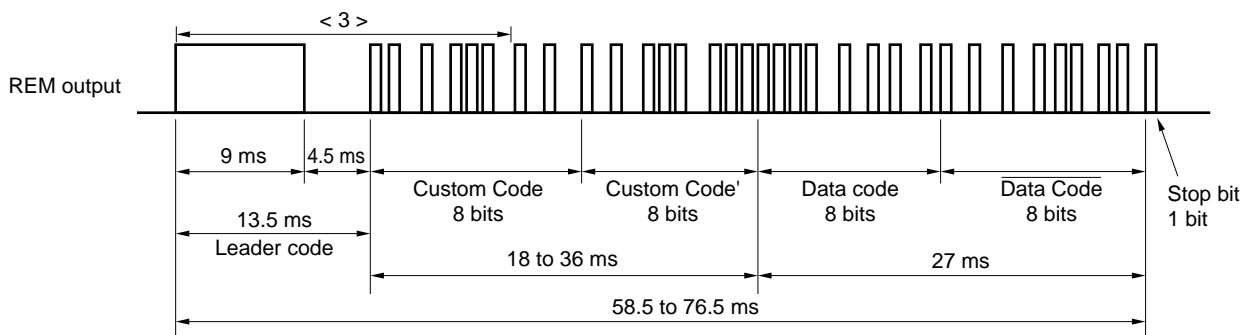 < 3 >
REM output
9 ms
4.5 ms
Custom Code
8 bits
Custom Code'
8 bits
Data code
8 bits
Data Code
8 bits
Stop bit
1 bit
13.5 ms
Leader code
18 to 36 ms
27 ms
58.5 to 76.5 ms